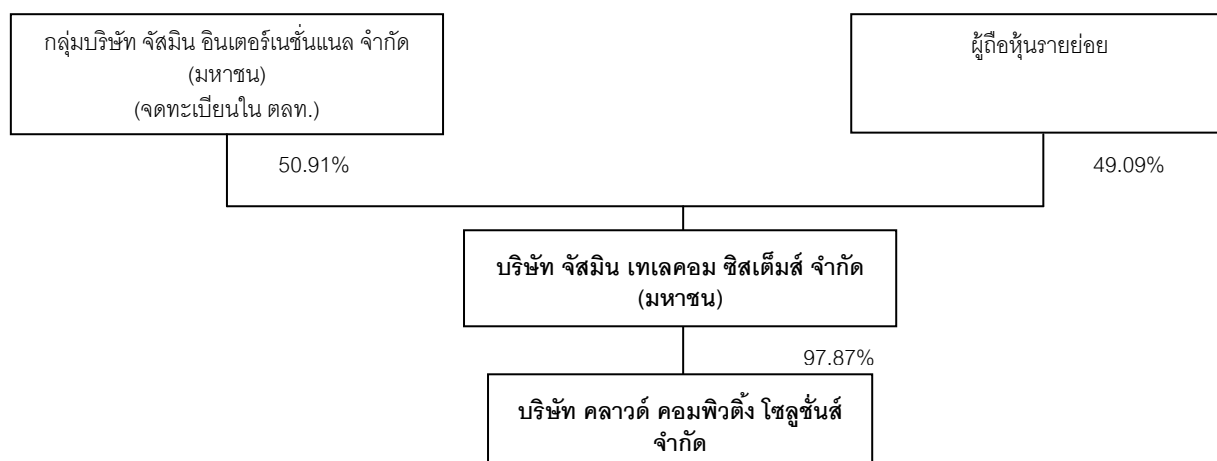 กลุ่มบริษัท จัสมิน อินเตอร์เนชั่นแนล จำกัด
(มหาชน)
(จดทะเบียนใน ตลท.)
ผู้ถือหุ้นรายย่อย
50.91%
49.09%
บริษัท จัสมิน เทเลคอม ซิสเต็มส์ จำกัด
(มหาชน)
97.87%
บริษัท คลาวด์ คอมพิวติ้ง โซลูชั่นส์
จำกัด